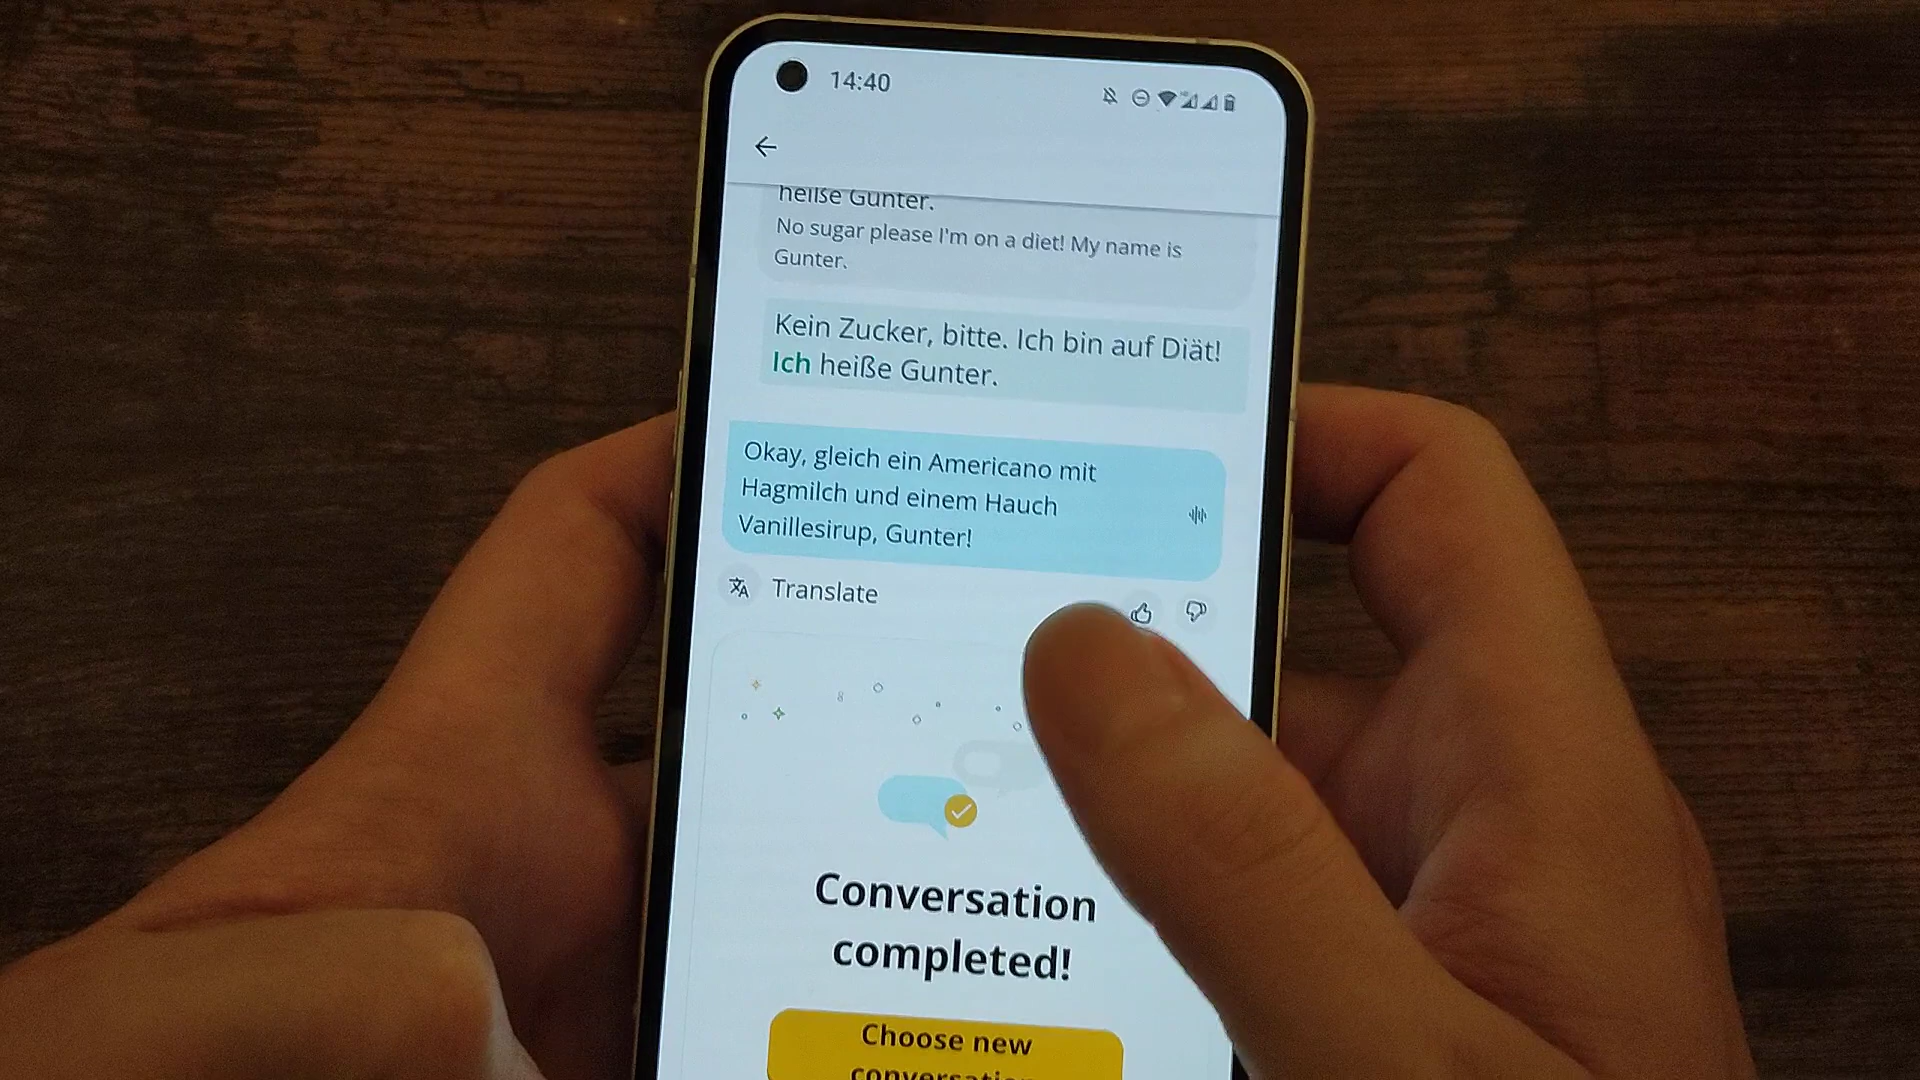 14:40
heiße Gunter.
No sugar please I'm on a diet! My name is
Gunter.
Kein Zucker, bitte. Ich bin auf Diät!
Ich heiße Gunter.
Okay, gleich ein Americano mit
Hagmilch und einem Hauch
Vanillesirup, Gunter!
Translate
Conversation
completed!
Choose new
conversation